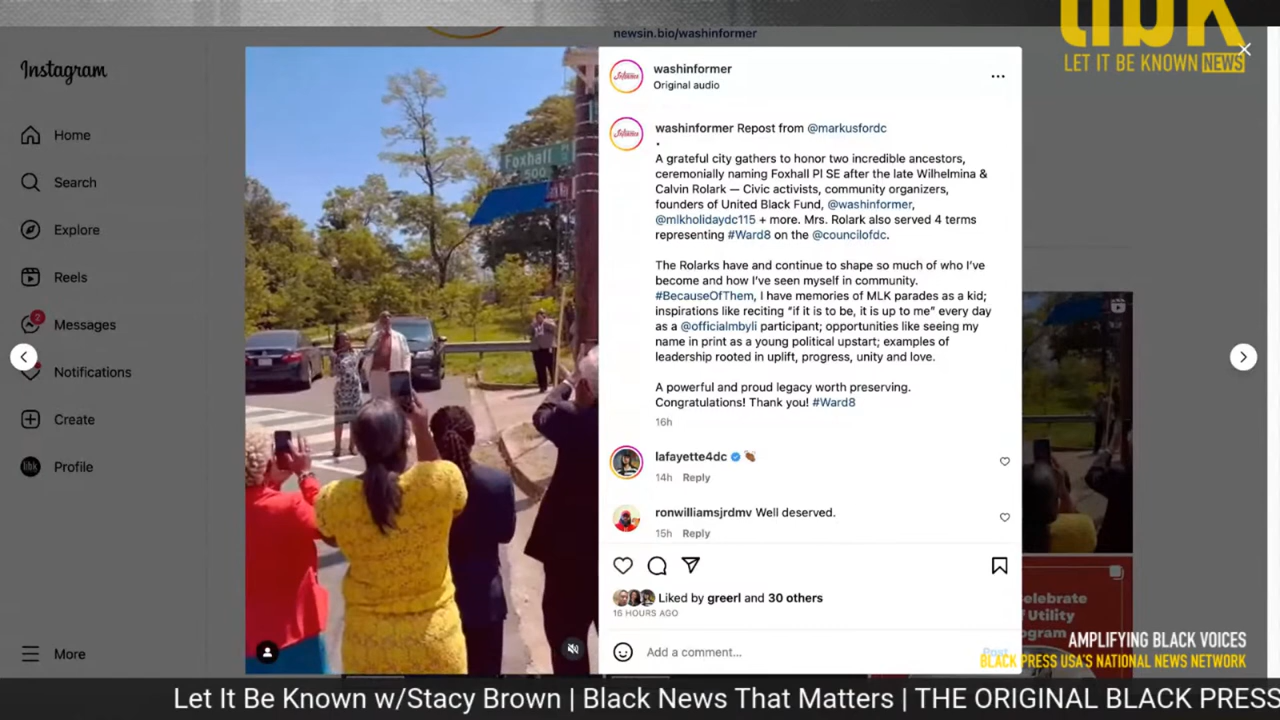 newsin.bio/washinformer
libk
LET IT BE KNOWN NEWS
Instagram
Home
Search
Explore
Reels
2
Messages
Notifications
Create
libk
Profile
More
Foxhall Pl
500
washinformer
Original audio
washinformer Repost from @markusfordc
.
A grateful city gathers to honor two incredible ancestors,
ceremonially naming Foxhall Pl SE after the late Wilhelmina &
Calvin Rolark — Civic activists, community organizers,
founders of United Black Fund, @washinformer,
@mlkholidaydc115 + more. Mrs. Rolark also served 4 terms
representing #Ward8 on the @councilofdc.
The Rolarks have and continue to shape so much of who I've
become and how I've seen myself in community.
#BecauseOfThem, I have memories of MLK parades as a kid;
inspirations like reciting "if it is to be, it is up to me" every day
as a @officialmbyli participant; opportunities like seeing my
name in print as a young political upstart; examples of
leadership rooted in uplift, progress, unity and love.
A powerful and proud legacy worth preserving.
Congratulations! Thank you! #Ward8
16h
lafayette4dc
14h Reply
ronwilliamsjrdmv Well deserved.
15h Reply
Liked by greerl and 30 others
16 HOURS AGO
Add a comment...
Post
elebrate
Utility
ogram
AMPLIFYING BLACK VOICES
BLACK PRESS USA'S NATIONAL NEWS NETWORK
Let It Be Known w/Stacy Brown | Black News That Matters | THE ORIGINAL BLACK PRESS